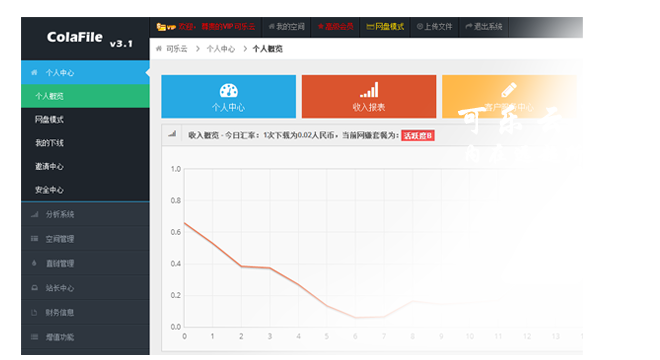 ColaFile v3.1
VIP 欢迎: 尊贵的VIP 可乐云 我的空间 返回会员 网盘模式 上传文件 退出系统
可乐云 > 个人中心 > 个人概览
个人中心
个人概览
网盘模式
我的下线
邀请中心
安全中心
分析系统
空间管理
直链管理
站长中心
财务信息
增值功能
个人中心
收入报表
客户服务中心
可乐云
收入概览 - 今日汇率: 1次下载为0.02人民币, 当前网赚套餐为: 活跃度B
1.0
0.8
0.6
0.4
0.2
0.0
0 1 2 3 4 5 6 7 8 9 10 11 12 13